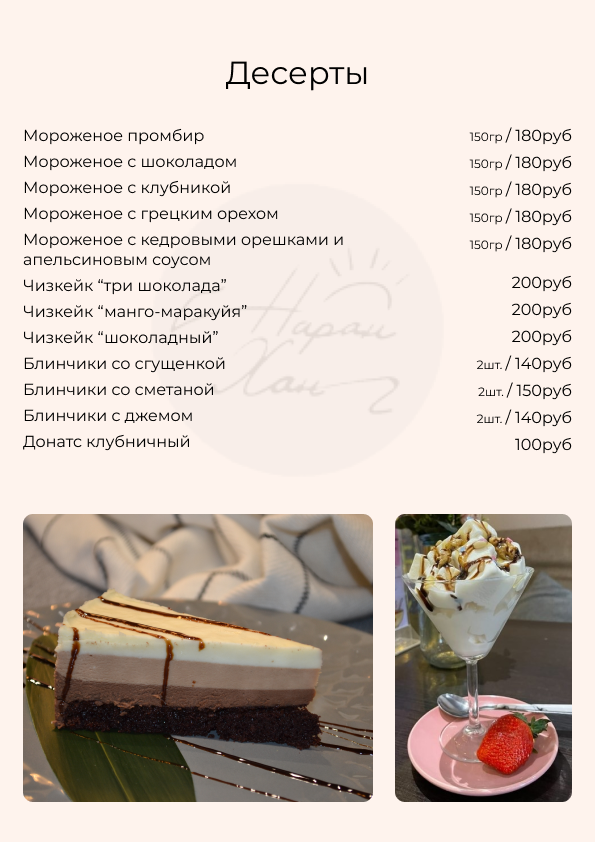 Десерты
Мороженое промбир 150гр / 180руб
Мороженое с шоколадом 150гр / 180руб
Мороженое с клубникой 150гр / 180руб
Мороженое с грецким орехом 150гр / 180руб
Мороженое с кедровыми орешками и 150гр / 180руб
апельсиновым соусом
Чизкейк “три шоколада” 200руб
Чизкейк “манго-маракуйя” 200руб
Чизкейк “шоколадный” 200руб
Блинчики со сгущенкой 2шт. / 140руб
Блинчики со сметаной 2шт. / 150руб
Блинчики с джемом 2шт. / 140руб
Донатс клубничный 100руб
Наран
Хан